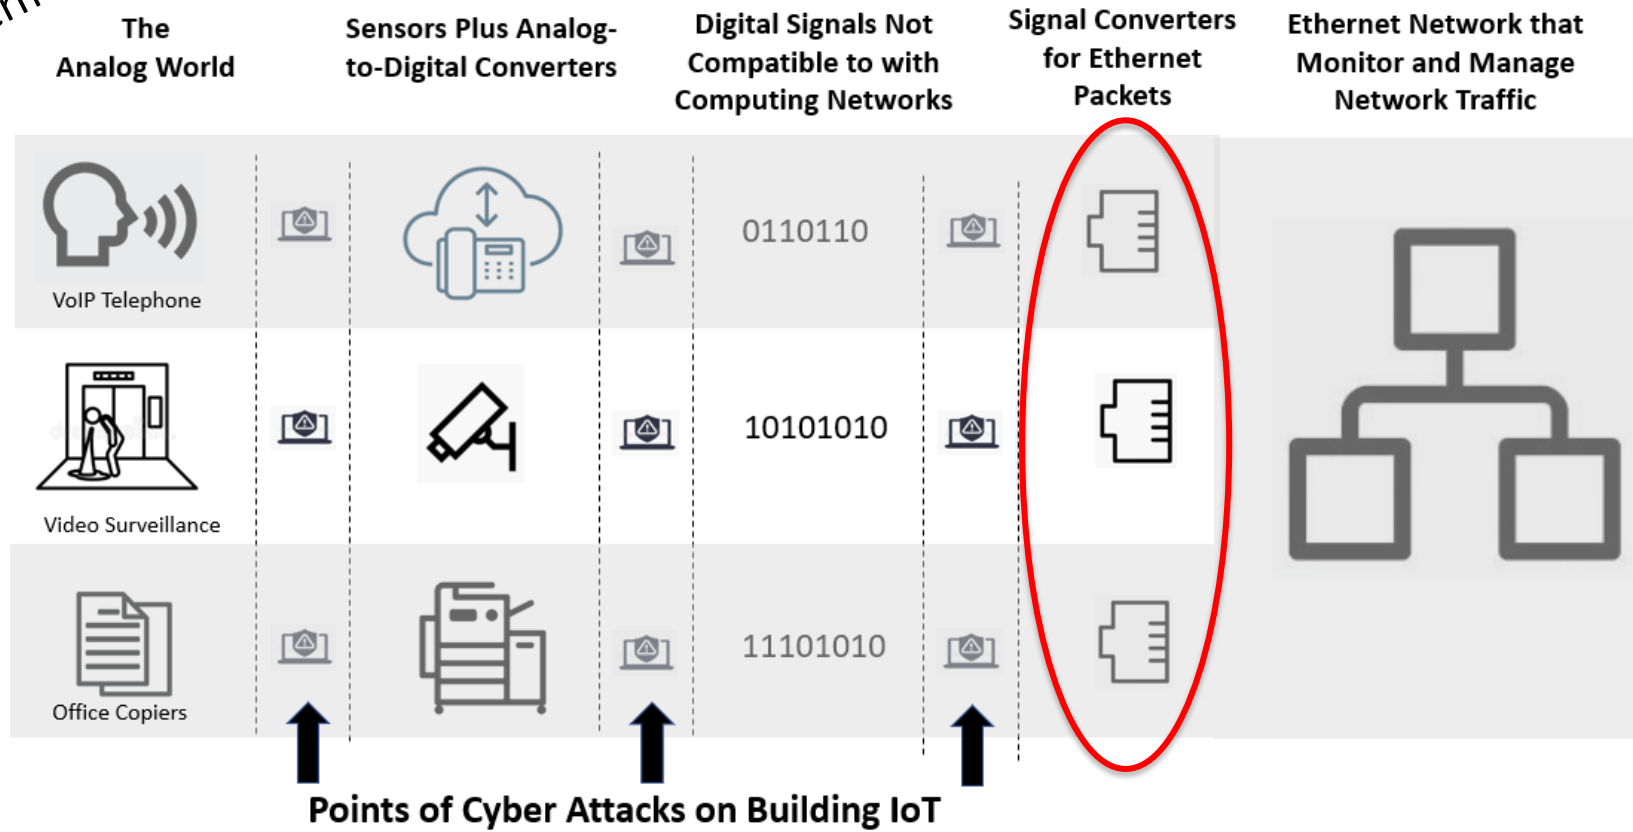 The
Analog World
Sensors Plus Analog-
to-Digital Converters
Digital Signals Not
Compatible to with
Computing Networks
Signal Converters
for Ethernet
Packets
Ethernet Network that
Monitor and Manage
Network Traffic
VoIP Telephone
0110110
Video Surveillance
10101010
Office Copiers
11101010
Points of Cyber Attacks on Building IoT